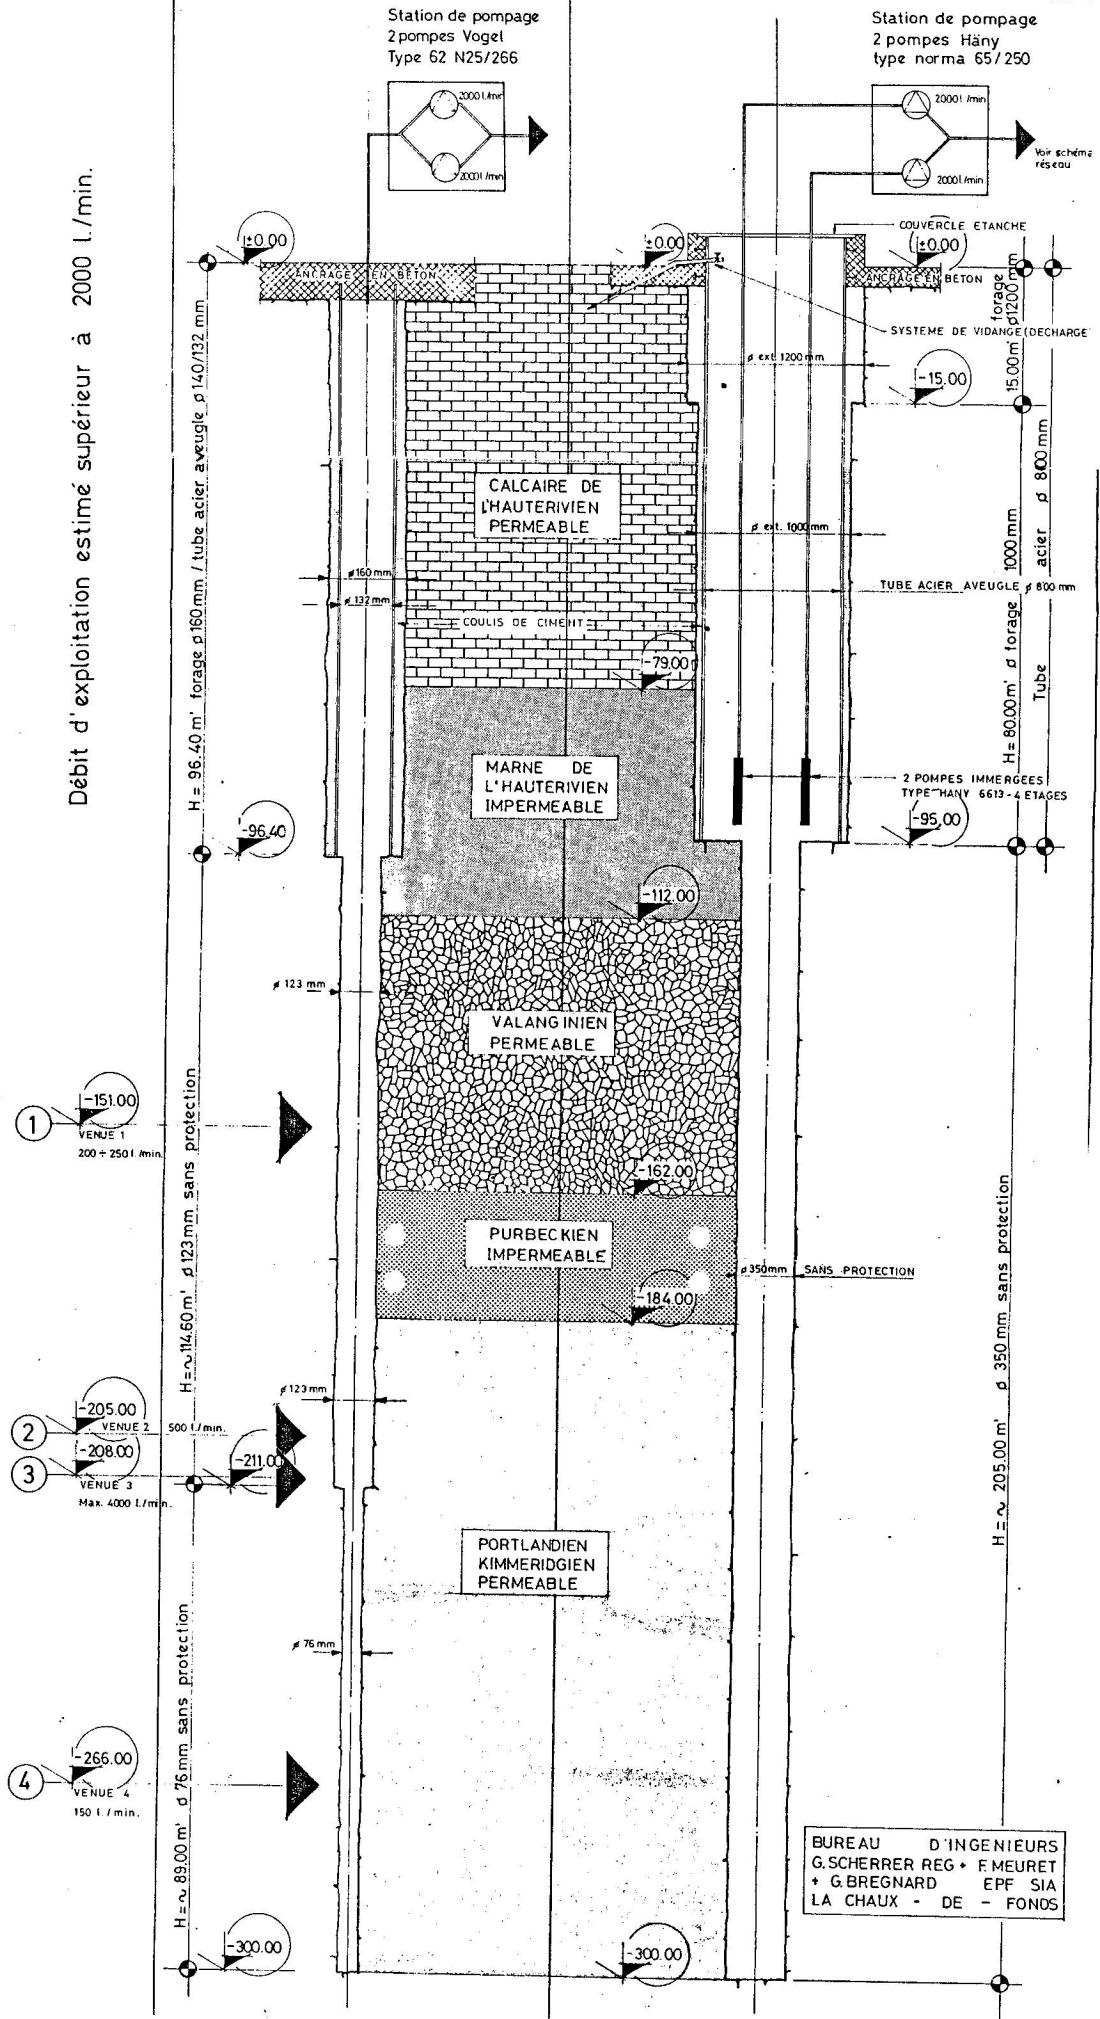 Station de pompage
2 pompes Vogel
Type 62 N25/266
2000 l/min
2000 l/min
Station de pompage
2 pompes Häny
type norma 65/250
2000 l/min
2000 l/min
Voir schéma
réseau
Débit d'exploitation estimé supérieur à 2000 l./min.
±0.00
±0.00
COUVERCLE ETANCHE
±0.00
ANCRAGE EN BETON
ANCRAGE EN BETON
SYSTEME DE VIDANGE (DECHARGE
ø ext. 1200 mm
-15.00
15.00 m' forage ø1200 mm
H = 96.40 m' forage ø160 mm / tube acier aveugle ø 140/132 mm
CALCAIRE DE
L'HAUTERIVIEN
PERMEABLE
ø ext. 1000 mm
ø160 mm
ø 132 mm
TUBE ACIER AVEUGLE ø 800 mm
COULIS DE CIMENT
-79.00
H = 80.00 m' ø forage 1000 mm
Tube acier ø 800 mm
MARNE DE
L'HAUTERIVIEN
IMPERMEABLE
2 POMPES IMMERGEES
TYPE HANY 6613 - 4 ETAGES
-96.40
-95,00
-112.00
ø 123 mm
VALANGINIEN
PERMEABLE
1
-151.00
VENUE 1
200 ÷ 250 l./min.
-162.00
H = ~114.60 m' ø 123 mm sans protection
PURBECKIEN
IMPERMEABLE
ø 350mm SANS PROTECTION
-184.00
H = ~ 205.00 m' ø 350 mm sans protection
ø 123 mm
2
-205.00
VENUE 2 500 l/min.
3
-208.00
VENUE 3
Max. 4000 l./min.
-211.00
PORTLANDIEN
KIMMERIDGIEN
PERMEABLE
ø 76 mm
H = ~ 89.00 m' ø 76 mm sans protection
4
-266.00
VENUE 4
150 l./min.
BUREAU D'INGENIEURS
G.SCHERRER REG + F.MEURET
+ G.BREGNARD EPF SIA
LA CHAUX - DE - FONDS
-300.00
-300.00